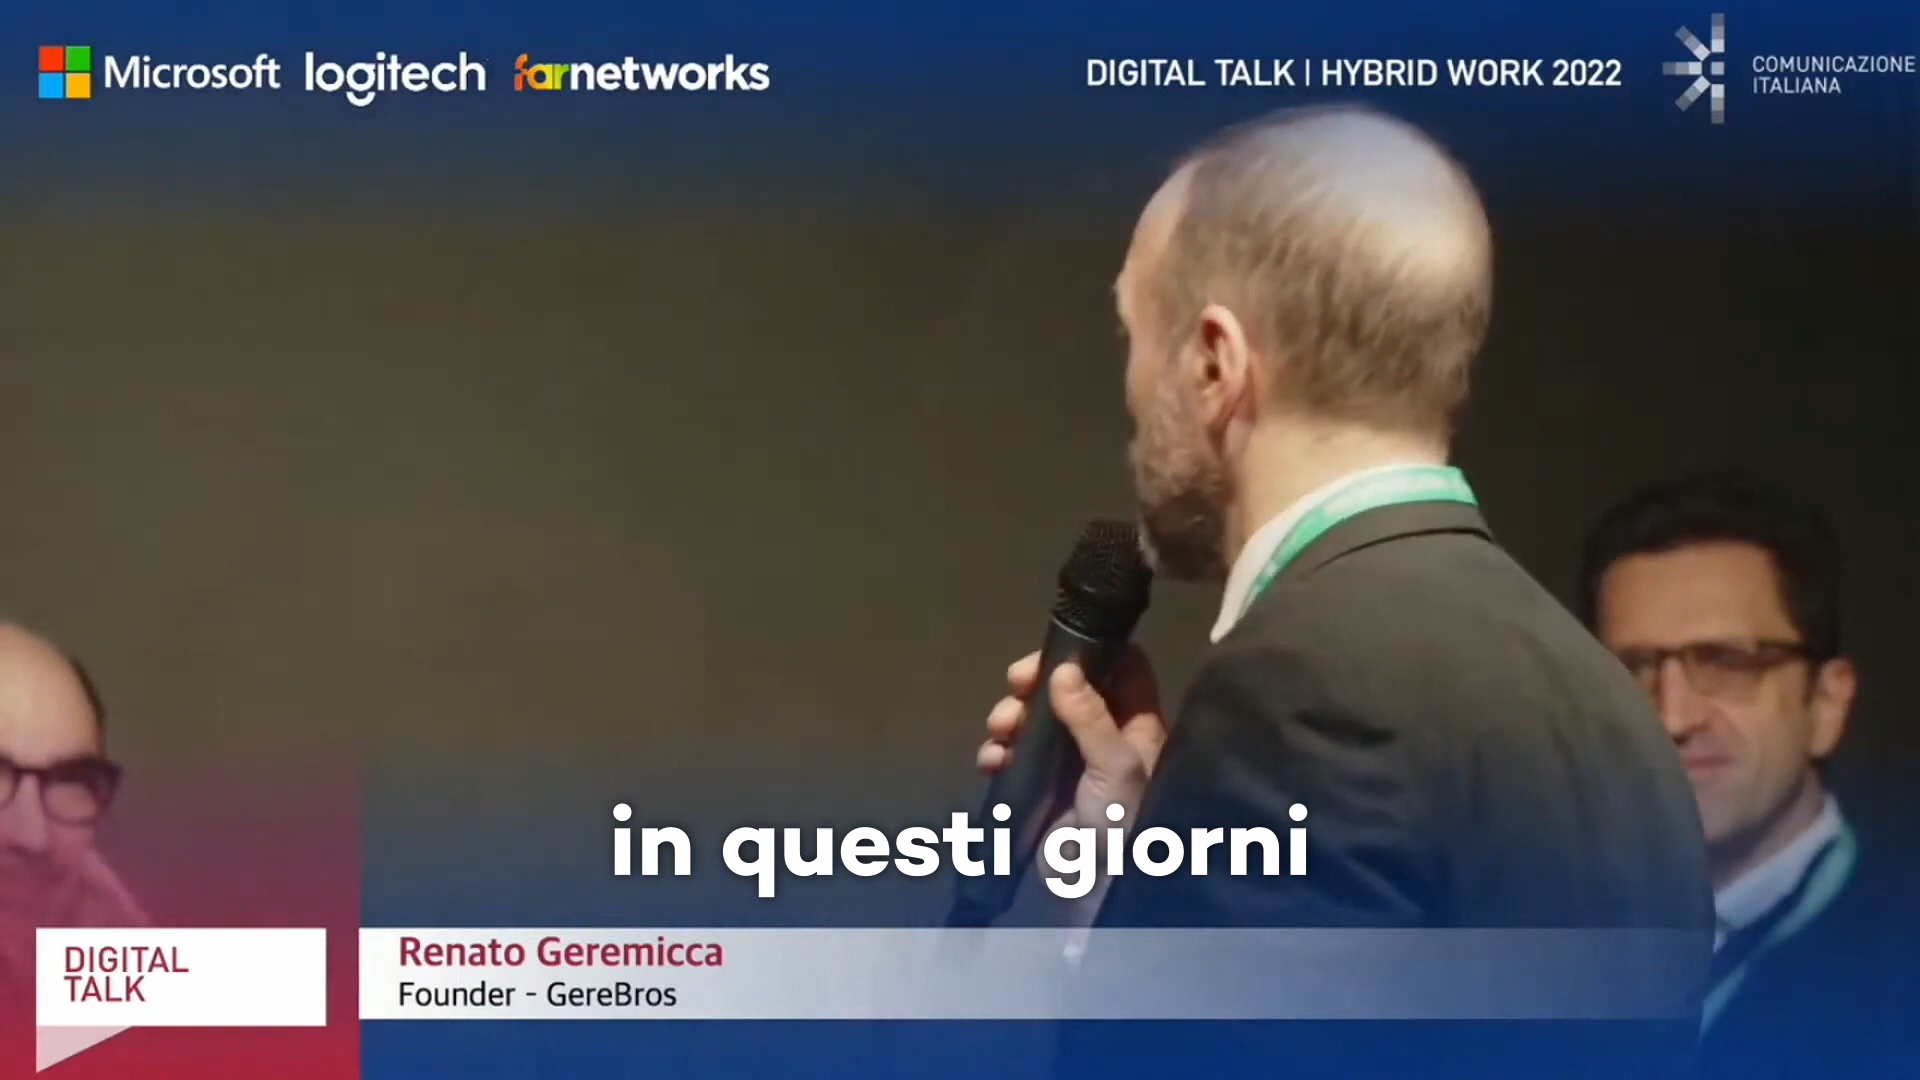 Microsoft logitech farnetworks
DIGITAL TALK | HYBRID WORK 2022
COMUNICAZIONE
ITALIANA
in questi giorni
DIGITAL
TALK
Renato Geremicca
Founder - GereBros